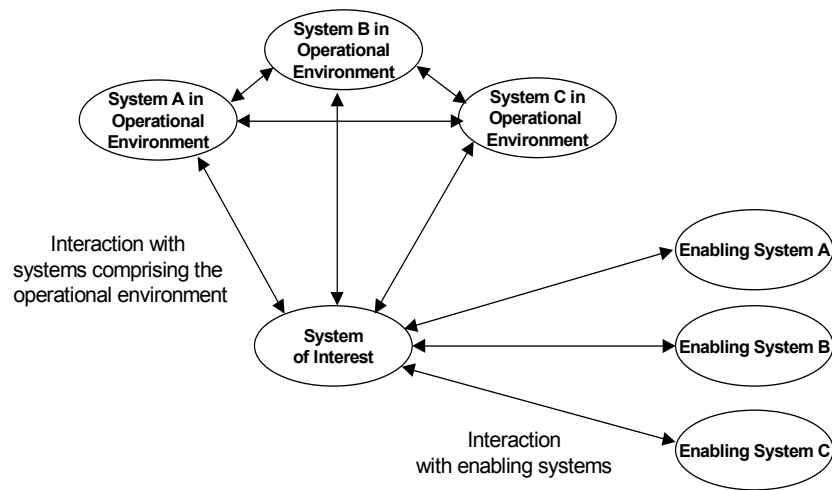 System B in
Operational
Environment
System A in
Operational
Environment
System C in
Operational
Environment
Interaction with
systems comprising the
operational environment
Enabling System A
System
of Interest
Enabling System B
Interaction
with enabling systems
Enabling System C